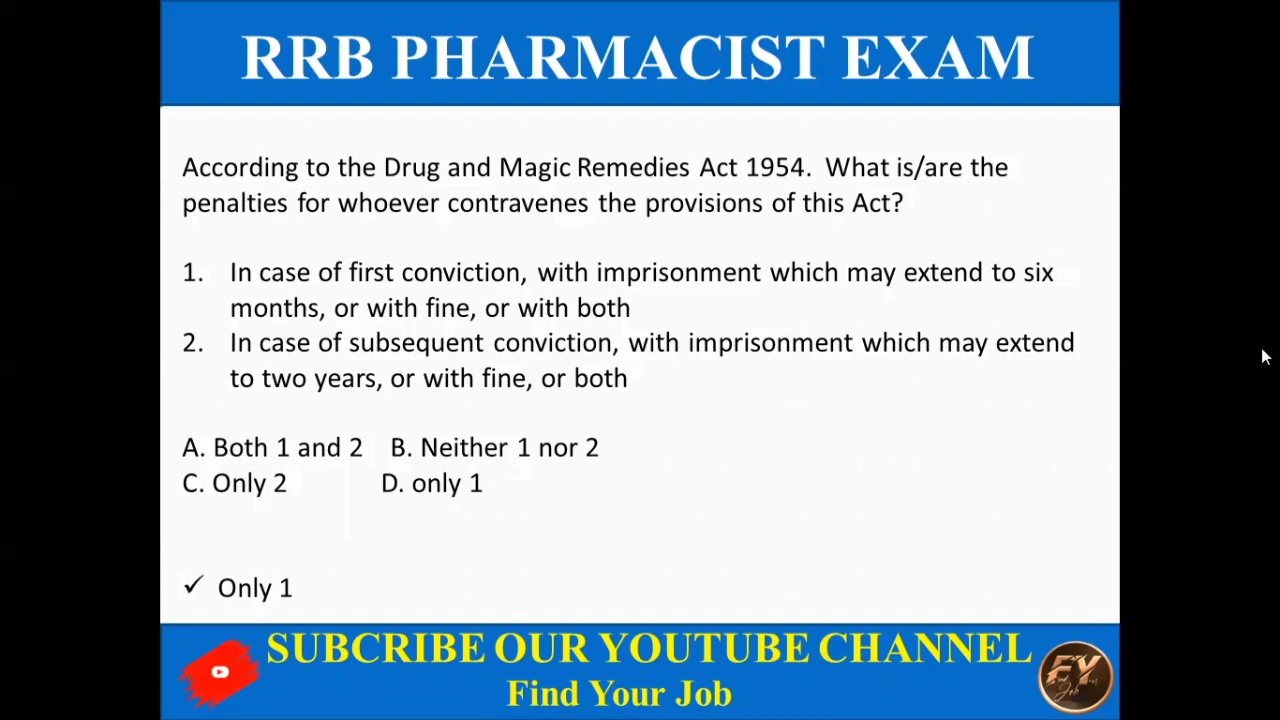 RRB PHARMACIST EXAM
According to the Drug and Magic Remedies Act 1954. What is/are the
penalties for whoever contravenes the provisions of this Act?
1. In case of first conviction, with imprisonment which may extend to six
months, or with fine, or with both
2. In case of subsequent conviction, with imprisonment which may extend
to two years, or with fine, or both
A. Both 1 and 2 B. Neither 1 nor 2
C. Only 2 D. only 1
✓ Only 1
SUBCRIBE OUR YOUTUBE CHANNEL
Find Your Job
FY
Job